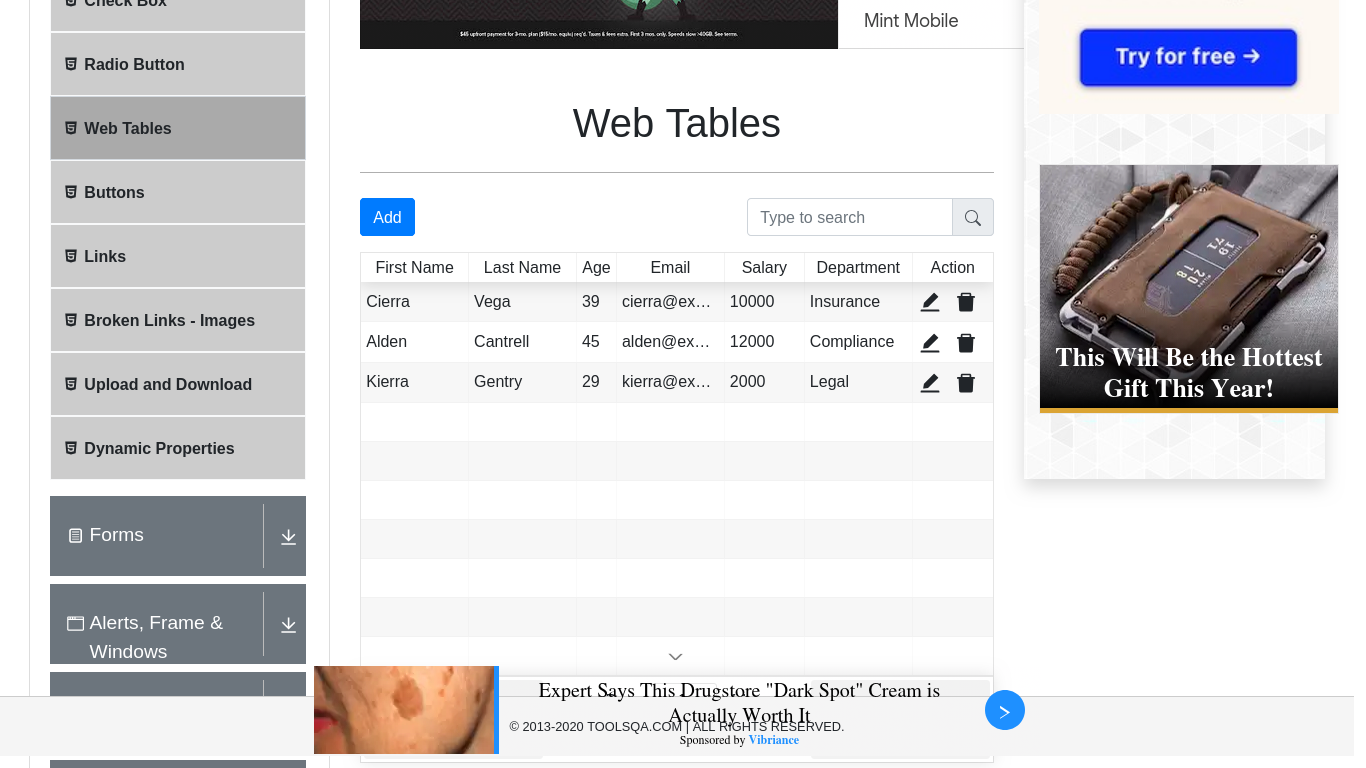 Check Box
Radio Button
Web Tables
Buttons
Links
Broken Links - Images
Upload and Download
Dynamic Properties
Forms
Alerts, Frame &
Windows
$45 upfront payment for 3-mo. plan ($15/mo. equiv.) req'd. Taxes & fees extra. First 3 mos. only. Speeds slow >40GB. See terms.
Mint Mobile
Web Tables
Add
Type to search
First Name Last Name Age Email Salary Department Action
Cierra Vega 39 cierra@ex… 10000 Insurance
Alden Cantrell 45 alden@ex… 12000 Compliance
Kierra Gentry 29 kierra@ex… 2000 Legal
Try for free →
This Will Be the Hottest
Gift This Year!
Expert Says This Drugstore "Dark Spot" Cream is
Actually Worth It
© 2013-2020 TOOLSQA.COM | ALL RIGHTS RESERVED.
Sponsored by Vibriance